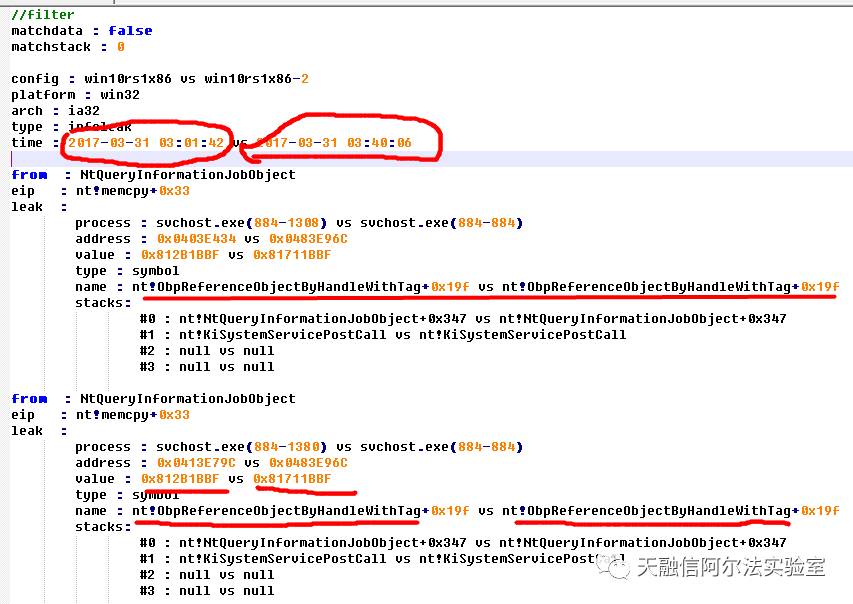 //filter
matchdata : false
matchstack : 0
config : win10rs1x86 vs win10rs1x86-2
platform : win32
arch : ia32
type : infoleak
time : 2017-03-31 03:01:42 vs 2017-03-31 03:40:06
from : NtQueryInformationJobObject
eip : nt!memcpy+0x33
leak :
process : svchost.exe(884-1308) vs svchost.exe(884-884)
address : 0x0403E434 vs 0x0483E96C
value : 0x812B1BBF vs 0x81711BBF
type : symbol
name : nt!ObpReferenceObjectByHandleWithTag+0x19f vs nt!ObpReferenceObjectByHandleWithTag+0x19f
stacks:
#0 : nt!NtQueryInformationJobObject+0x347 vs nt!NtQueryInformationJobObject+0x347
#1 : nt!KiSystemServicePostCall vs nt!KiSystemServicePostCall
#2 : null vs null
#3 : null vs null
from : NtQueryInformationJobObject
eip : nt!memcpy+0x33
leak :
process : svchost.exe(884-1380) vs svchost.exe(884-884)
address : 0x0413E79C vs 0x0483E96C
value : 0x812B1BBF vs 0x81711BBF
type : symbol
name : nt!ObpReferenceObjectByHandleWithTag+0x19f vs nt!ObpReferenceObjectByHandleWithTag+0x19f
stacks:
#0 : nt!NtQueryInformationJobObject+0x347 vs nt!NtQueryInformationJobObject+0x347
#1 : nt!KiSystemServicePostCall vs nt!KiSystemServicePostCall
#2 : null vs null
#3 : null vs null
天融信阿尔法实验室